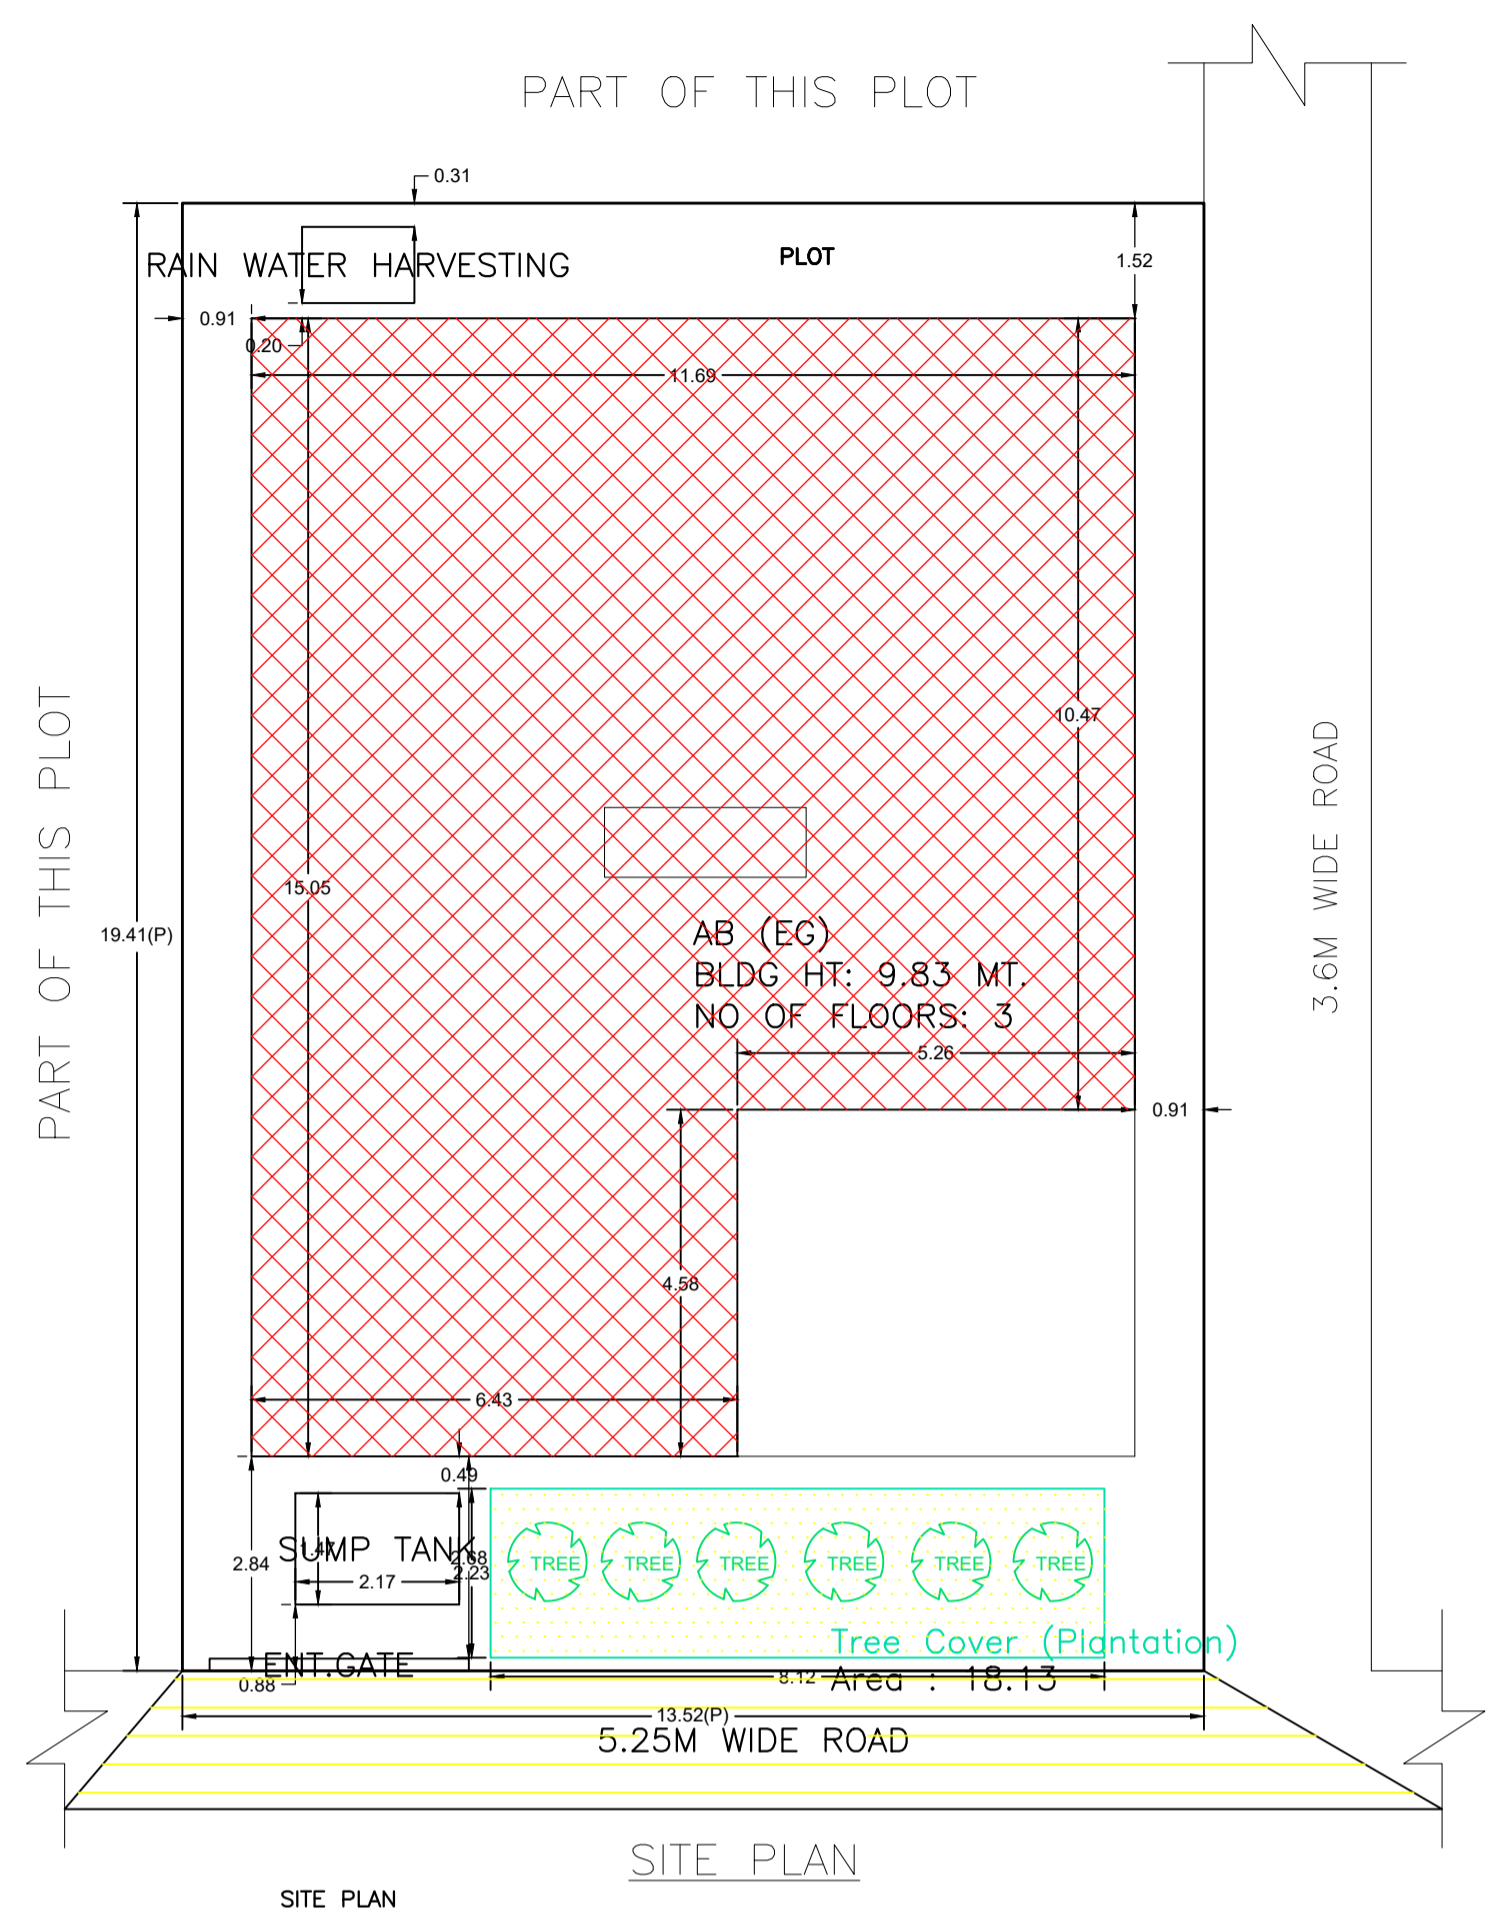 PART OF THIS PLOT
0.31
RAIN WATER HARVESTING
PLOT
1.52
0.91
0.20
11.69
10.47
15.05
19.41(P)
PART OF THIS PLOT
3.6M WIDE ROAD
AB (EG)
BLDG HT: 9.83 MT.
NO OF FLOORS: 3
5.26
0.91
4.58
6.43
0.49
SUMP TANK
2.84
2.68
2.23
2.17
TREE TREE TREE TREE TREE TREE
Tree Cover (Plantation)
Area : 18.13
ENT.GATE
0.88
8.12
13.52(P)
5.25M WIDE ROAD
SITE PLAN
SITE PLAN